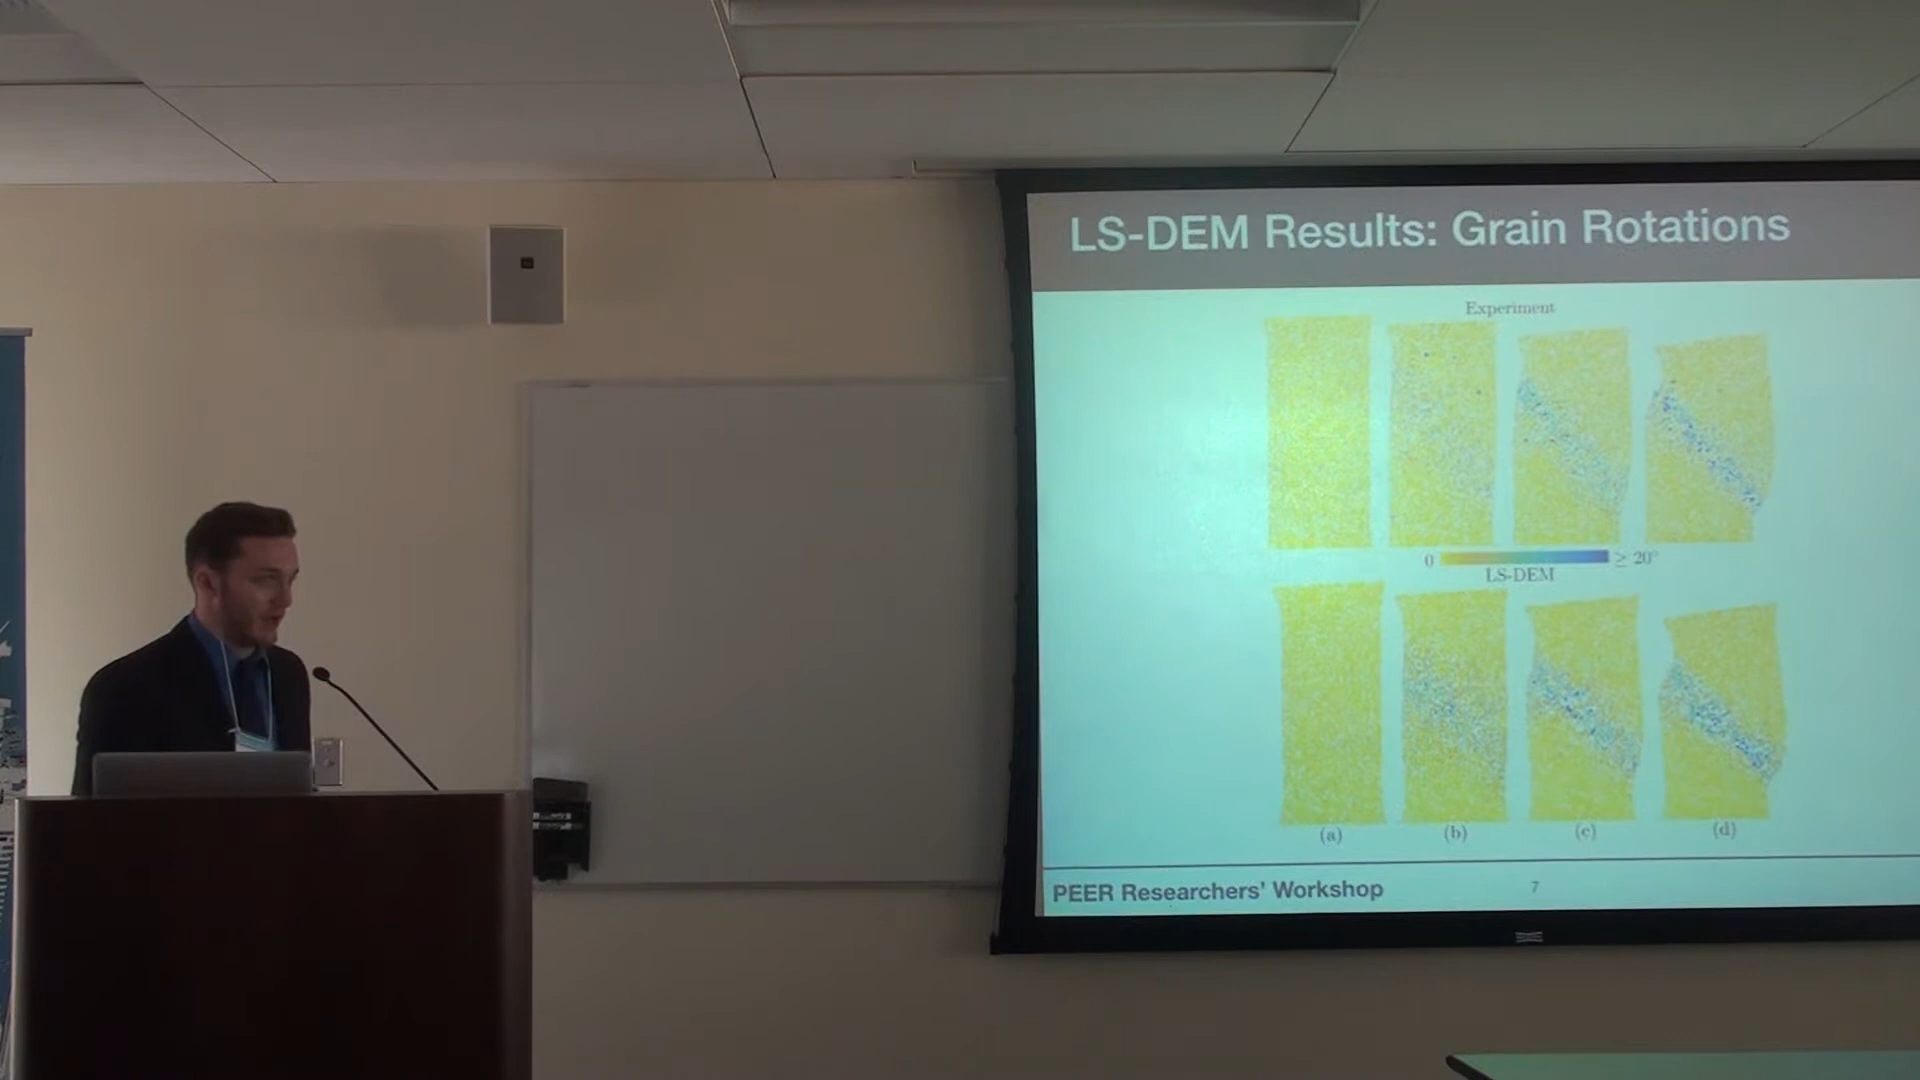 LS-DEM Results: Grain Rotations
Experiment
0 ≥ 20°
LS-DEM
(a) (b) (c) (d)
PEER Researchers' Workshop 7